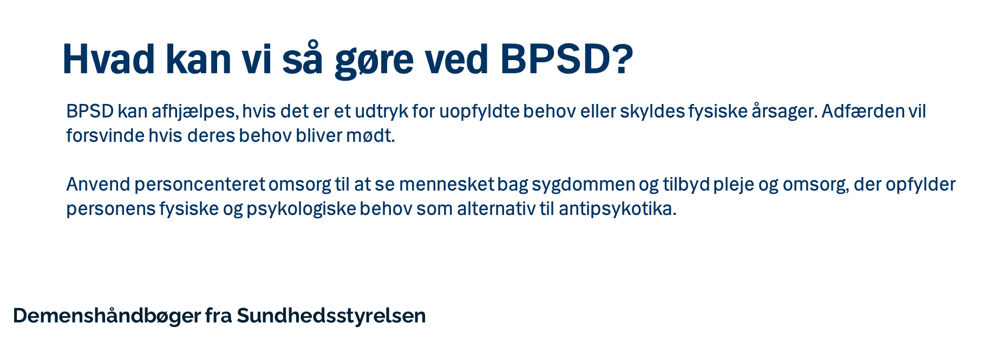 Hvad kan vi så gøre ved BPSD?
BPSD kan afhjælpes, hvis det er et udtryk for uopfyldte behov eller skyldes fysiske årsager. Adfærden vil
forsvinde hvis deres behov bliver mødt.
Anvend personcenteret omsorg til at se mennesket bag sygdommen og tilbyd pleje og omsorg, der opfylder
personens fysiske og psykologiske behov som alternativ til antipsykotika.
Demenshåndbøger fra Sundhedsstyrelsen